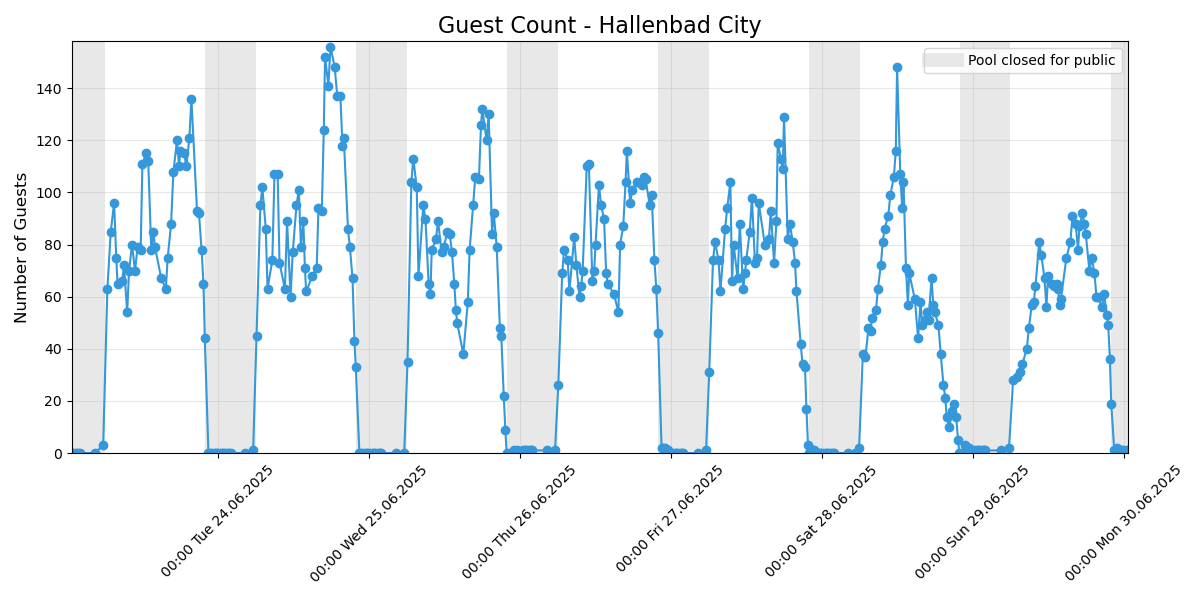 Guest Count - Hallenbad City
Pool closed for public
Number of Guests
140
120
100
80
60
40
20
0
00:00 Tue 24.06.2025
00:00 Wed 25.06.2025
00:00 Thu 26.06.2025
00:00 Fri 27.06.2025
00:00 Sat 28.06.2025
00:00 Sun 29.06.2025
00:00 Mon 30.06.2025